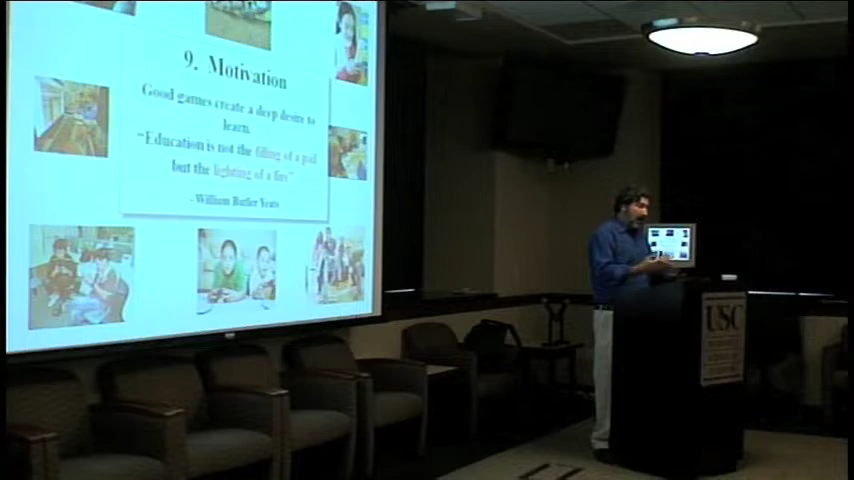 9. Motivation
Good games create a deep desire to
learn.
"Education is not the filling of a pail
but the lighting of a fire"
- William Butler Yeats
USC